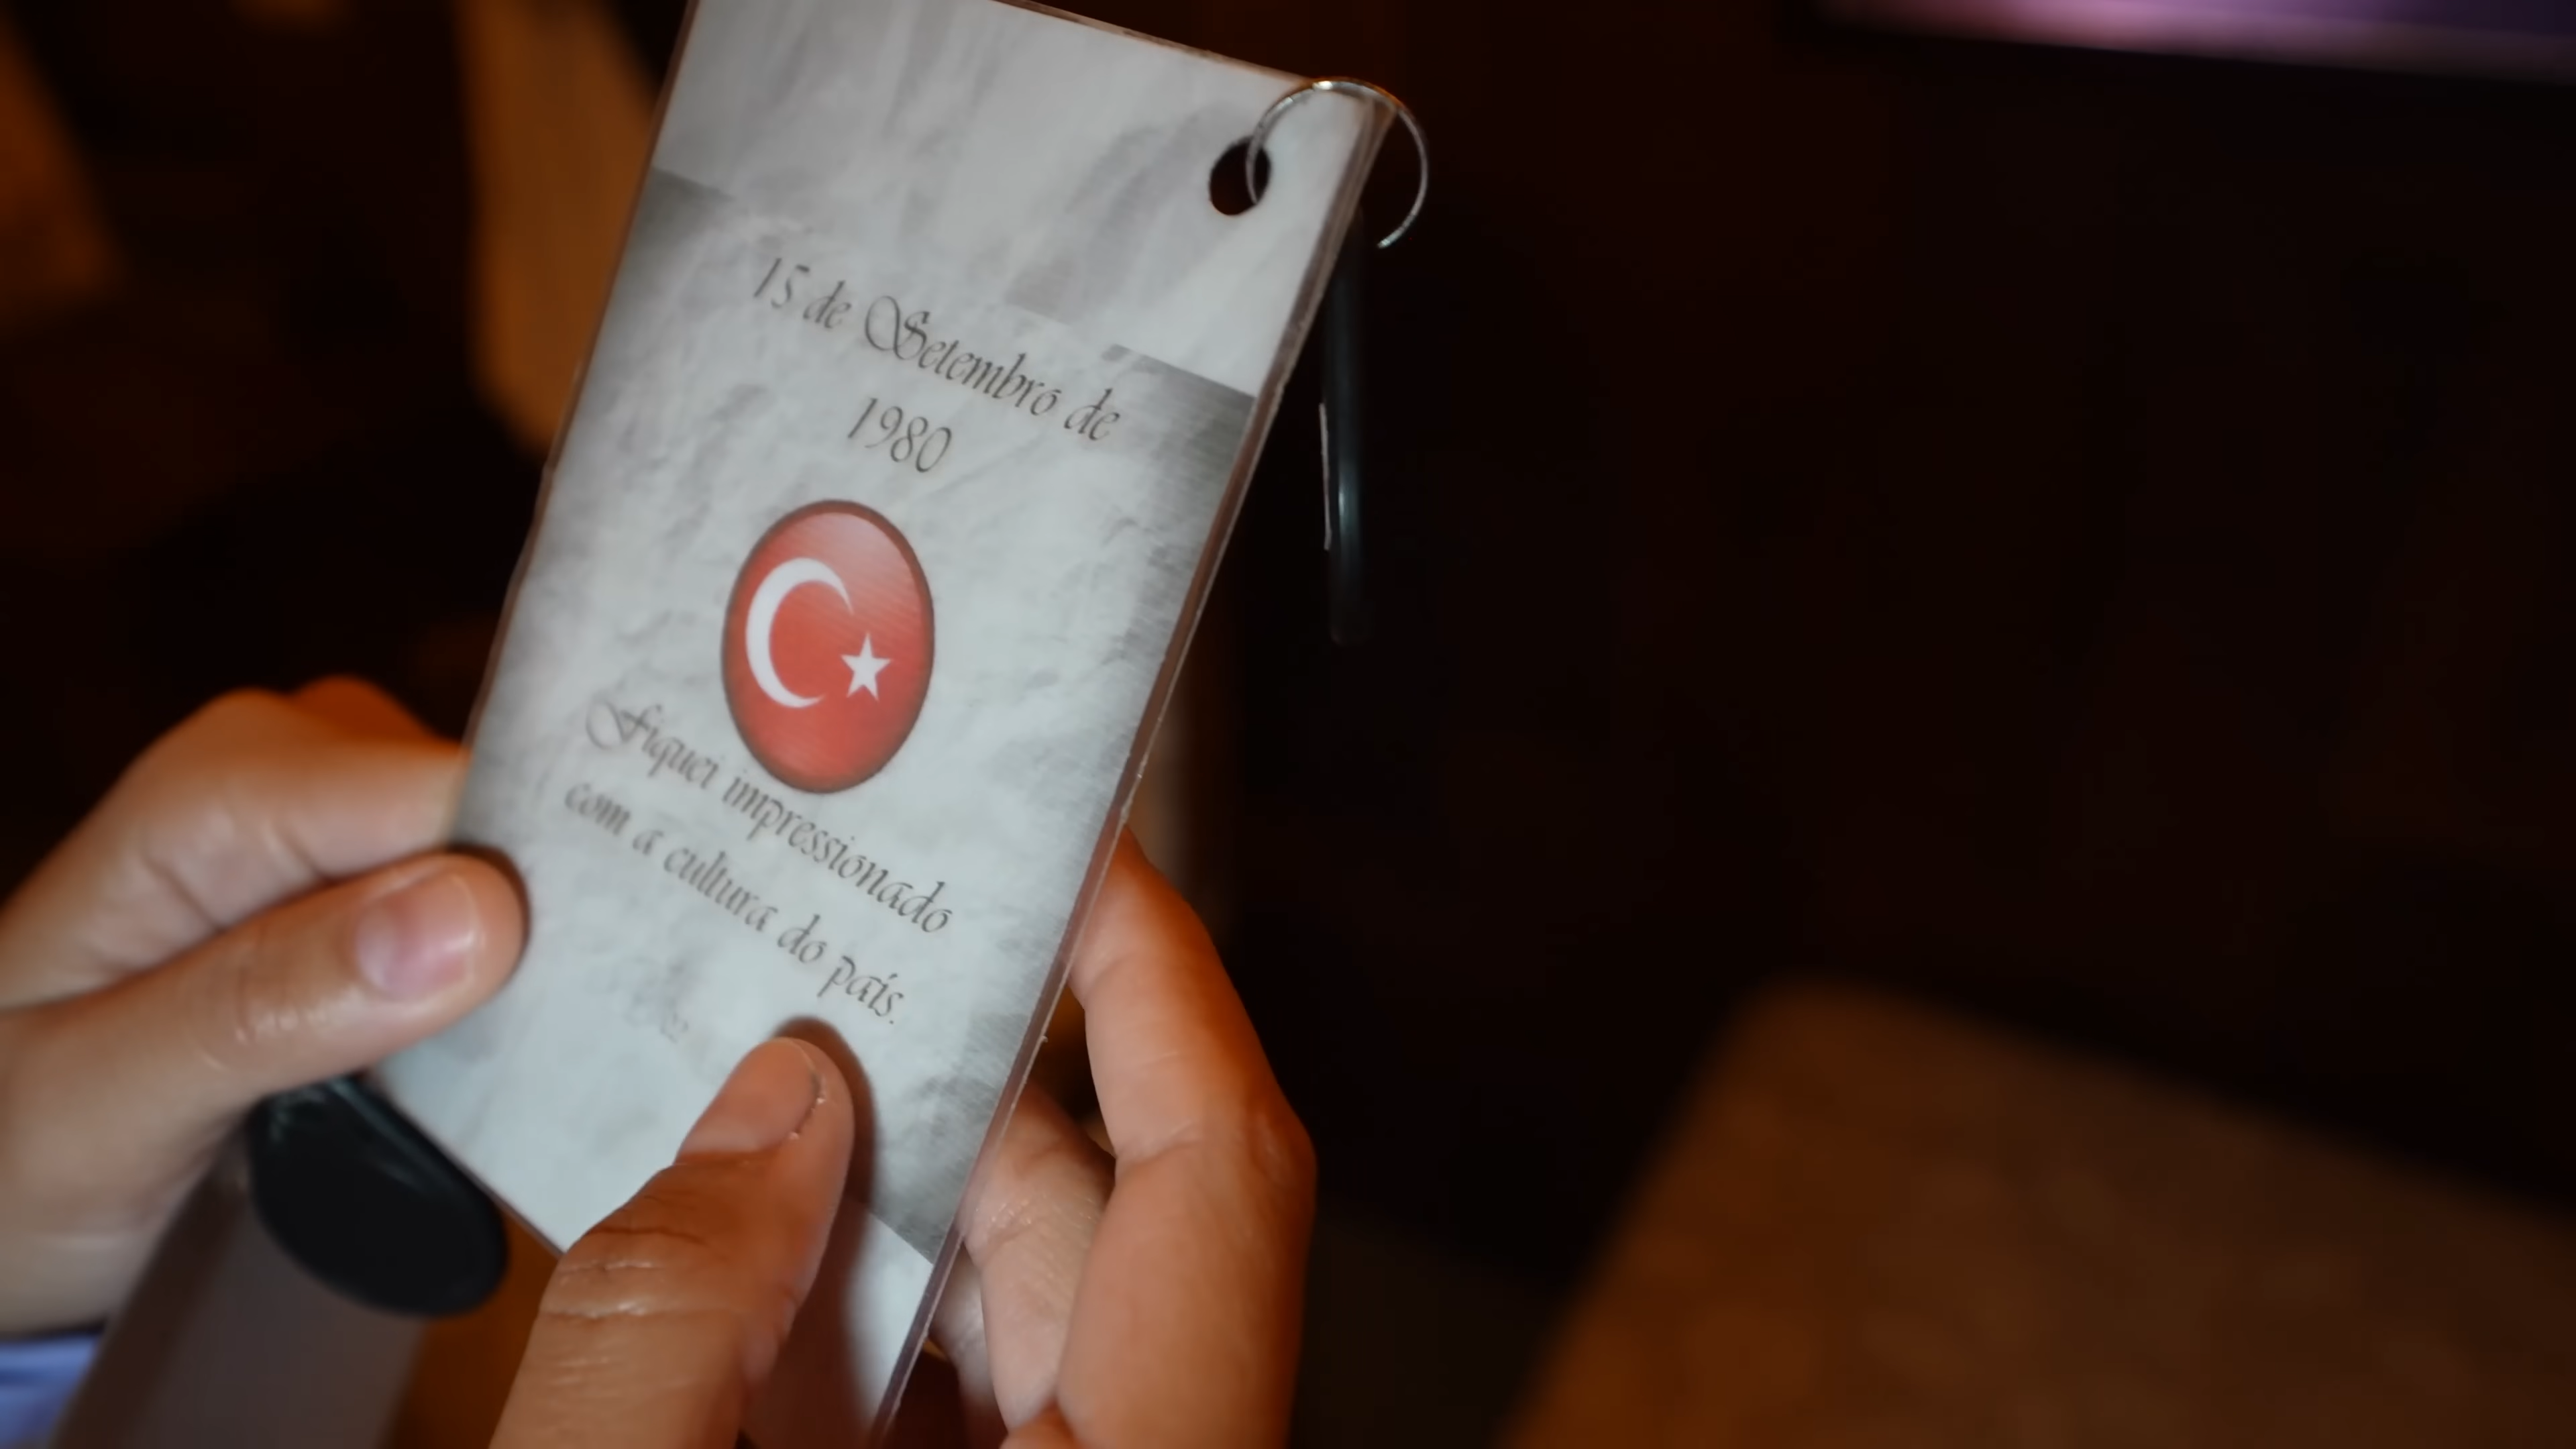 15 de Setembro de
1980
Fiquei impressionado
com a cultura do país.